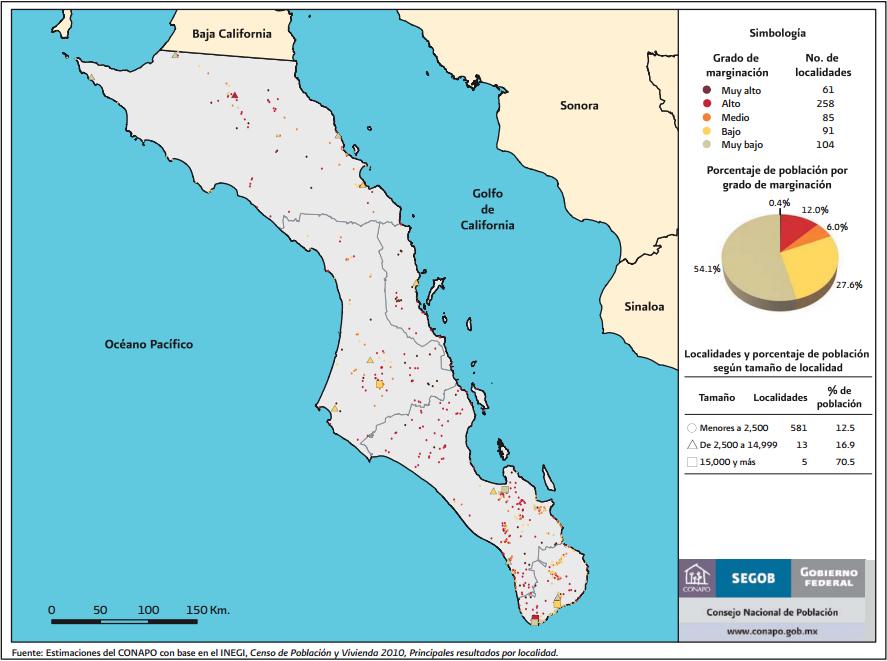 Baja California
Sonora
Golfo
de
California
Sinaloa
Océano Pacífico
0 50 100 150 Km.
Simbología
Grado de
marginación
No. de
localidades
Muy alto 61
Alto 258
Medio 85
Bajo 91
Muy bajo 104
Porcentaje de población por
grado de marginación
0.4%
12.0%
6.0%
54.1%
27.6%
Localidades y porcentaje de población
según tamaño de localidad
Tamaño Localidades % de
población
Menores a 2,500 581 12.5
De 2,500 a 14,999 13 16.9
15,000 y más 5 70.5
CONAPO
SEGOB
GOBIERNO
FEDERAL
Consejo Nacional de Población
www.conapo.gob.mx
Fuente: Estimaciones del CONAPO con base en el INEGI, Censo de Población y Vivienda 2010, Principales resultados por localidad.